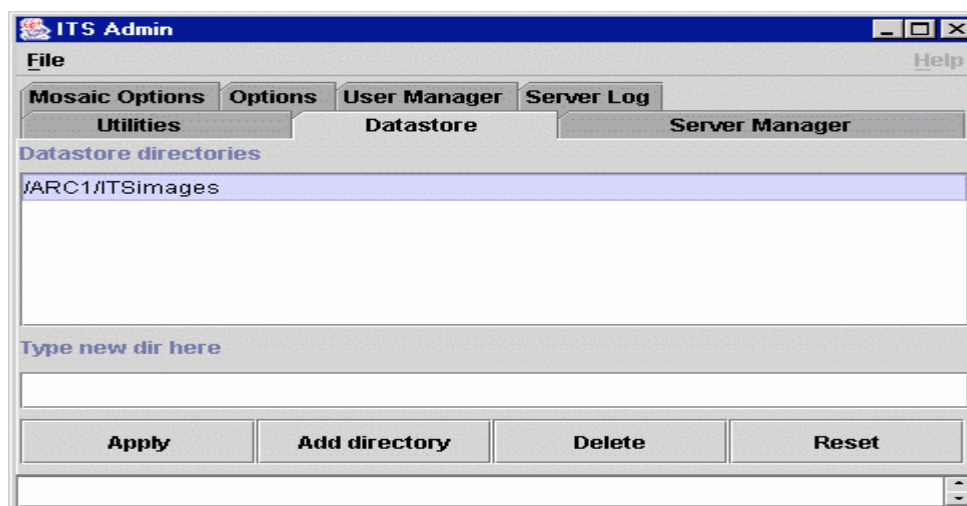 ITS Admin
File Help
Mosaic Options Options User Manager Server Log
Utilities Datastore Server Manager
Datastore directories
/ARC1/ITSimages
Type new dir here
Apply Add directory Delete Reset